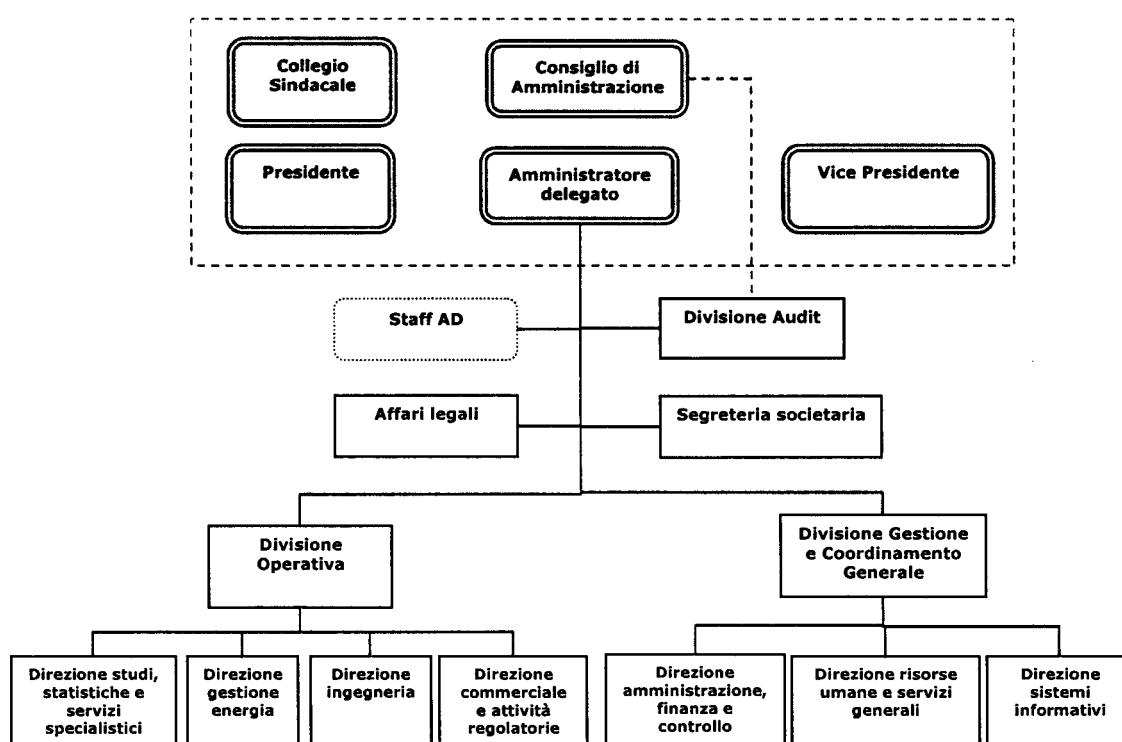 Collegio
Sindacale
Consiglio di
Amministrazione
Presidente
Amministratore
delegato
Vice Presidente
Staff AD
Divisione Audit
Affari legali
Segreteria societaria
Divisione
Operativa
Divisione Gestione
e Coordinamento
Generale
Direzione studi,
statistiche e
servizi
specialistici
Direzione
gestione
energia
Direzione
ingegneria
Direzione
commerciale
e attività
regolatorie
Direzione
amministrazione,
finanza e
controllo
Direzione risorse
umane e servizi
generali
Direzione
sistemi
informativi